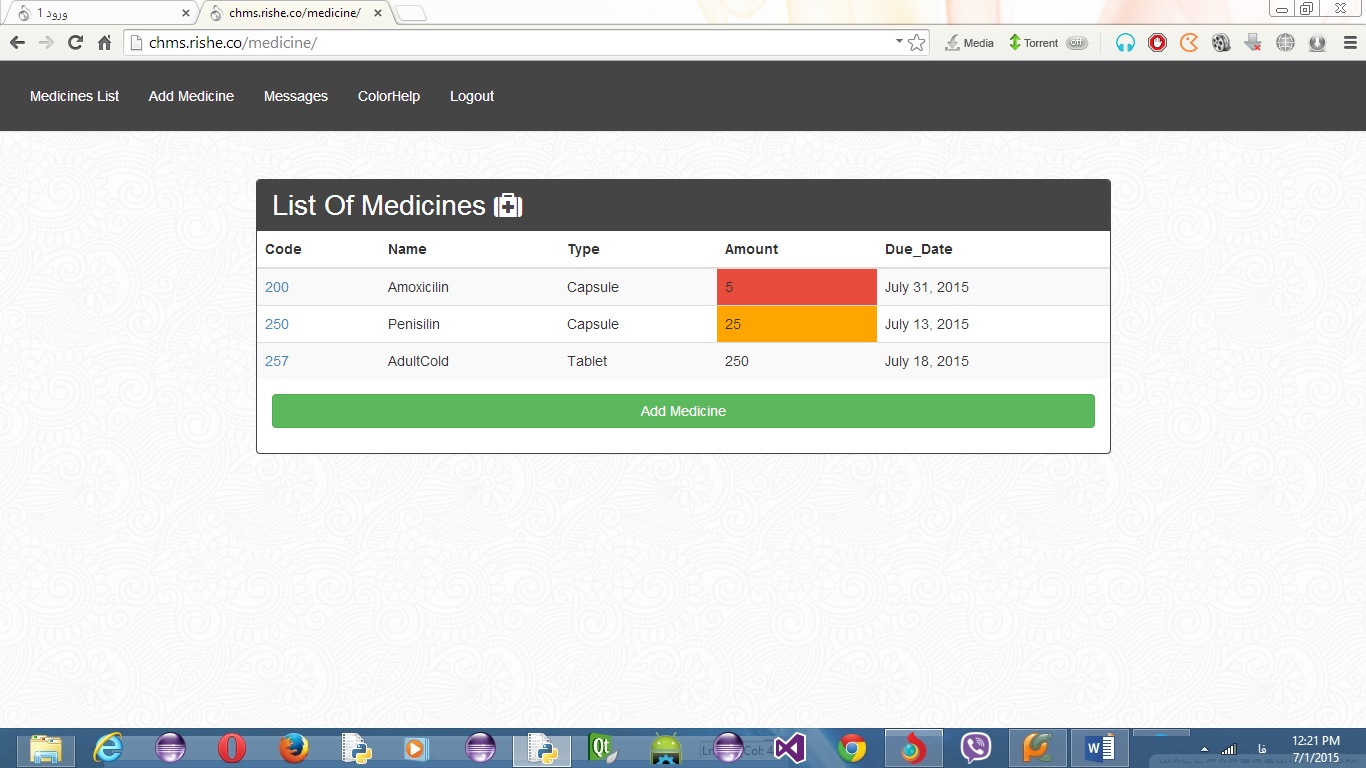 ورود 1
chms.rishe.co/medicine/
chms.rishe.co/medicine/
Media
Torrent
off
Medicines List
Add Medicine
Messages
ColorHelp
Logout
List Of Medicines
Code Name Type Amount Due_Date
200 Amoxicilin Capsule 5 July 31, 2015
250 Penisilin Capsule 25 July 13, 2015
257 AdultCold Tablet 250 July 18, 2015
Add Medicine
Qt
فا
12:21 PM
7/1/2015